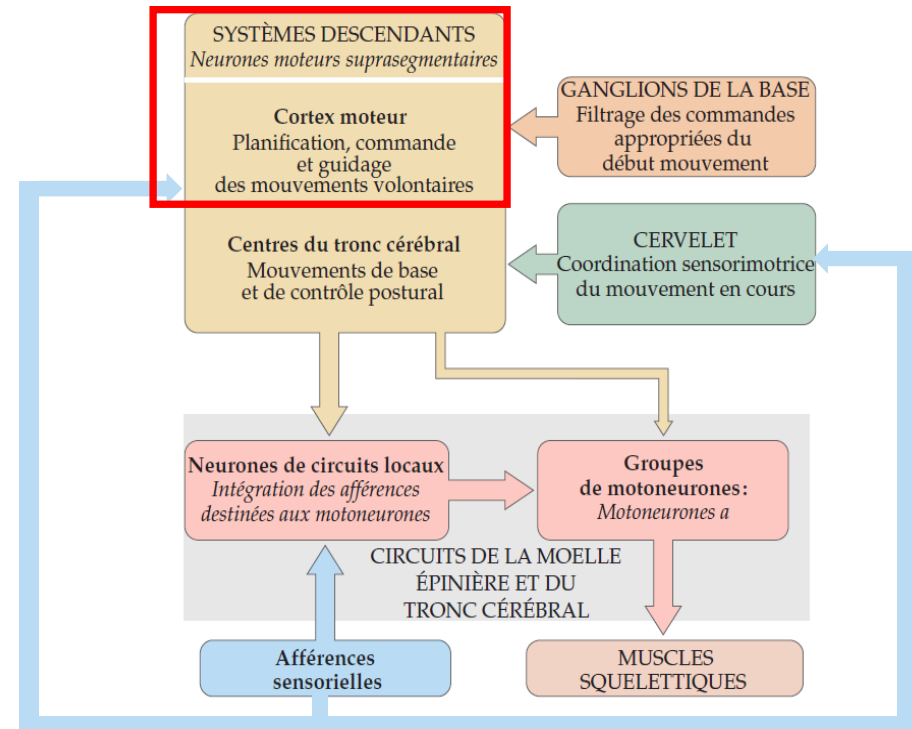 SYSTÈMES DESCENDANTS
Neurones moteurs suprasegmentaires
Cortex moteur
Planification, commande
et guidage
des mouvements volontaires
Centres du tronc cérébral
Mouvements de base
et de contrôle postural
GANGLIONS DE LA BASE
Filtrage des commandes
appropriées du
début mouvement
CERVELET
Coordination sensorimotrice
du mouvement en cours
Neurones de circuits locaux
Intégration des afférences
destinées aux motoneurones
Groupes
de motoneurones:
Motoneurones a
CIRCUITS DE LA MOELLE
ÉPINIÈRE ET DU
TRONC CÉRÉBRAL
Afférences
sensorielles
MUSCLES
SQUELETTIQUES